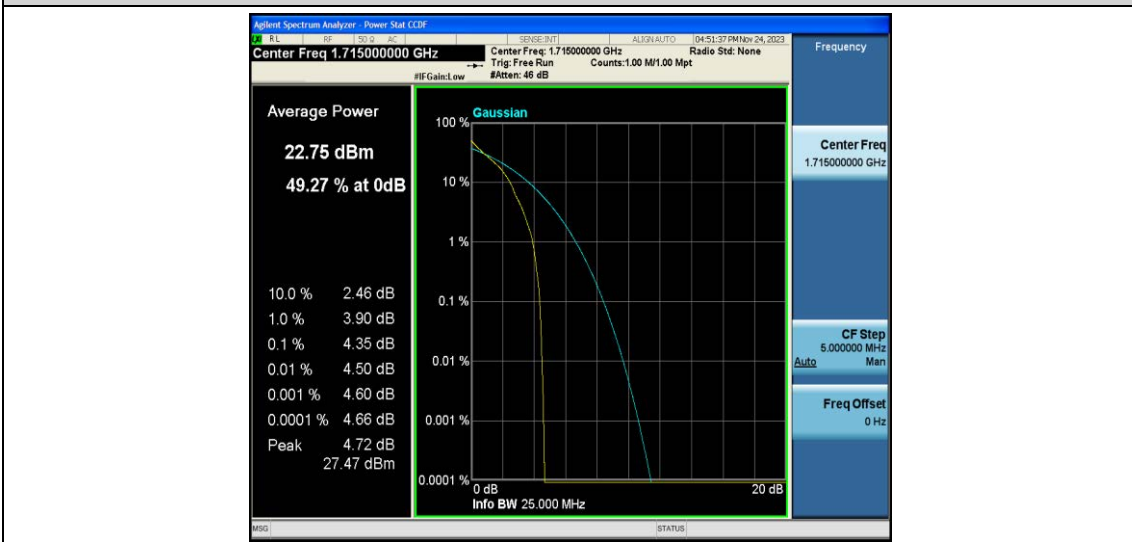 Agilent Spectrum Analyzer - Power Stat CCDF
RL RF 50 Ω AC SENSE:INT ALIGN AUTO 04:51:37 PM Nov 24, 2023
Center Freq 1.715000000 GHz
Center Freq: 1.715000000 GHz Radio Std: None
Trig: Free Run Counts:1.00 M/1.00 Mpt
#IFGain:Low #Atten: 46 dB
Frequency
Average Power
22.75 dBm
49.27 % at 0dB
10.0 % 2.46 dB
1.0 % 3.90 dB
0.1 % 4.35 dB
0.01 % 4.50 dB
0.001 % 4.60 dB
0.0001 % 4.66 dB
Peak 4.72 dB
27.47 dBm
Gaussian
100 %
10 %
1 %
0.1 %
0.01 %
0.001 %
0.0001 %
0 dB 20 dB
Info BW 25.000 MHz
Center Freq
1.715000000 GHz
CF Step
5.000000 MHz
Auto Man
Freq Offset
0 Hz
MSG STATUS